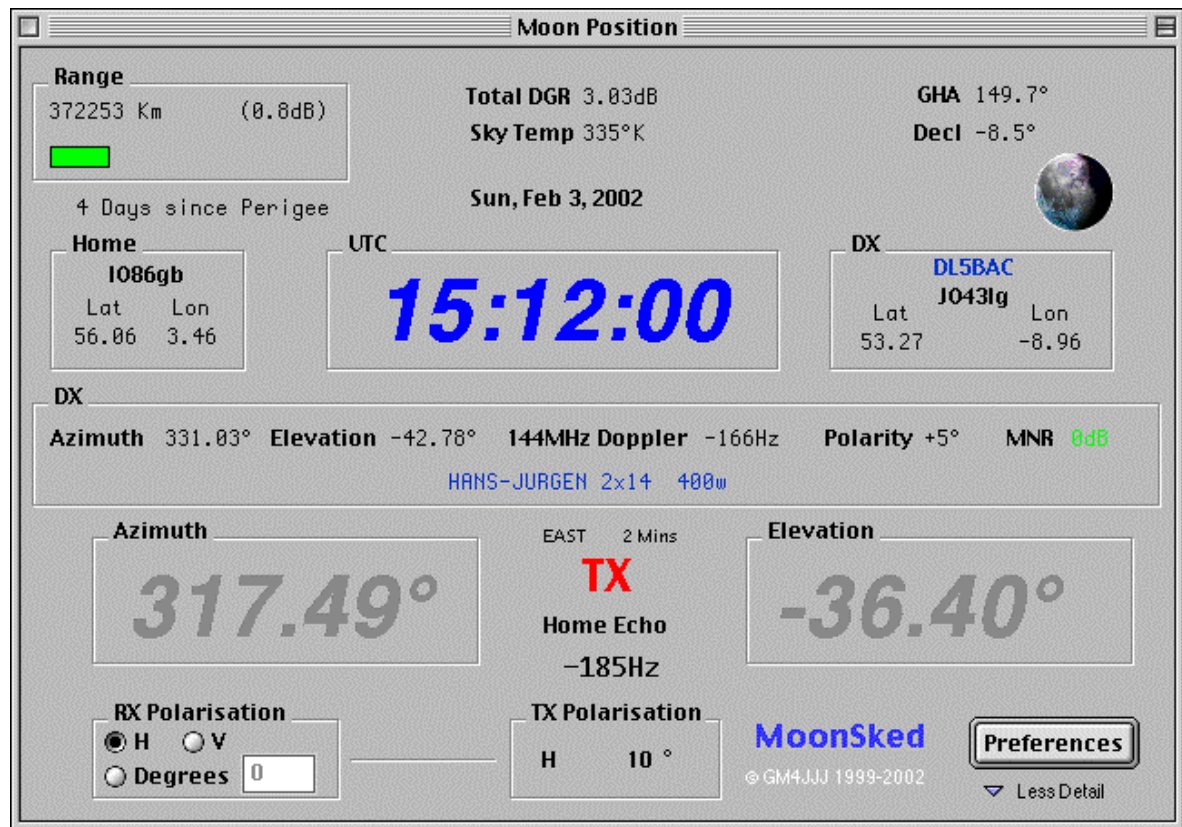 Moon Position
Range
372253 Km (0.8dB)
4 Days since Perigee
Total DGR 3.03dB
Sky Temp 335°K
Sun, Feb 3, 2002
GHA 149.7°
Decl -8.5°
Home
IO86gb
Lat Lon
56.06 3.46
UTC
15:12:00
DX
DL5BAC
JO43lg
Lat Lon
53.27 -8.96
DX
Azimuth 331.03° Elevation -42.78° 144MHz Doppler -166Hz Polarity +5° MNR 0dB
HANS-JURGEN 2x14 400w
Azimuth
317.49°
EAST 2 Mins
TX
Home Echo
-185Hz
Elevation
-36.40°
RX Polarisation
H V
Degrees 0
TX Polarisation
H 10 °
MoonSked
© GM4JJJ 1999-2002
Preferences
Less Detail